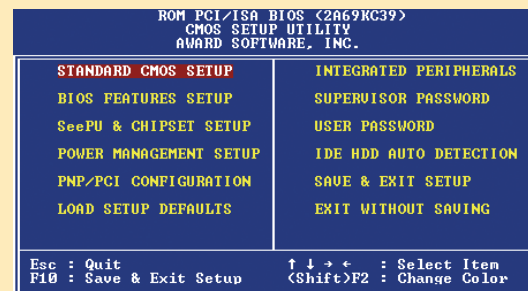 ROM PCI/ISA BIOS (2A69KC39)
CMOS SETUP UTILITY
AWARD SOFTWARE, INC.
STANDARD CMOS SETUP
BIOS FEATURES SETUP
SeePU & CHIPSET SETUP
POWER MANAGEMENT SETUP
PNP/PCI CONFIGURATION
LOAD SETUP DEFAULTS
INTEGRATED PERIPHERALS
SUPERVISOR PASSWORD
USER PASSWORD
IDE HDD AUTO DETECTION
SAVE & EXIT SETUP
EXIT WITHOUT SAVING
Esc : Quit
F10 : Save & Exit Setup
↑ ↓ → ← : Select Item
(Shift)F2 : Change Color